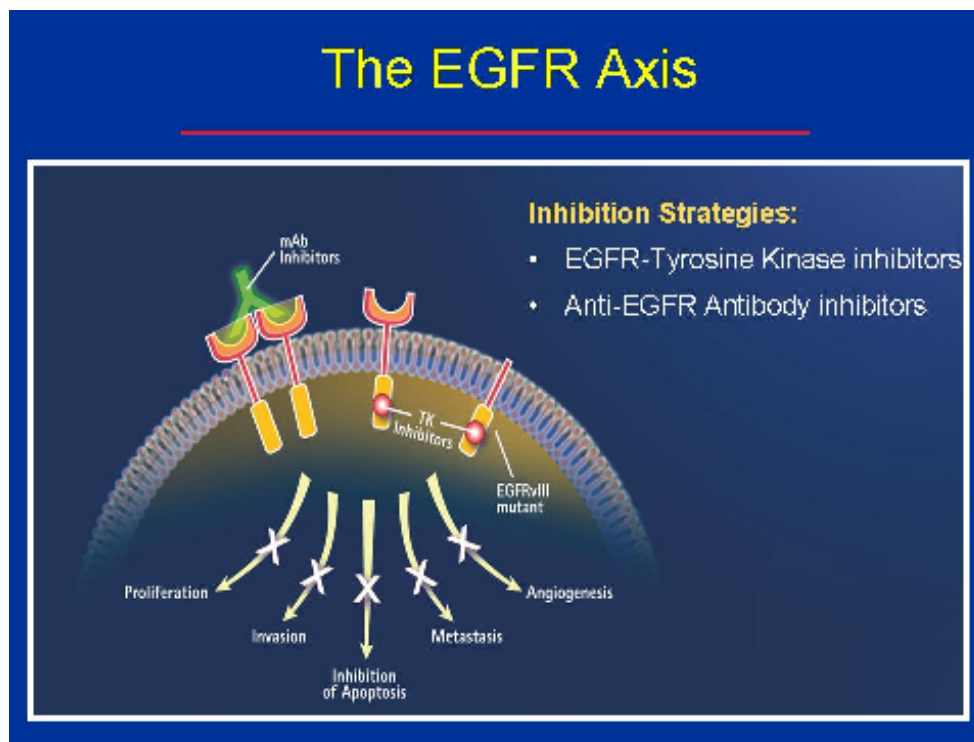 The EGFR Axis
Inhibition Strategies:
• EGFR-Tyrosine Kinase inhibitors
• Anti-EGFR Antibody inhibitors
mAb
Inhibitors
TK
Inhibitors
EGFRvIII
mutant
Proliferation
Invasion
Inhibition
of Apoptosis
Metastasis
Angiogenesis